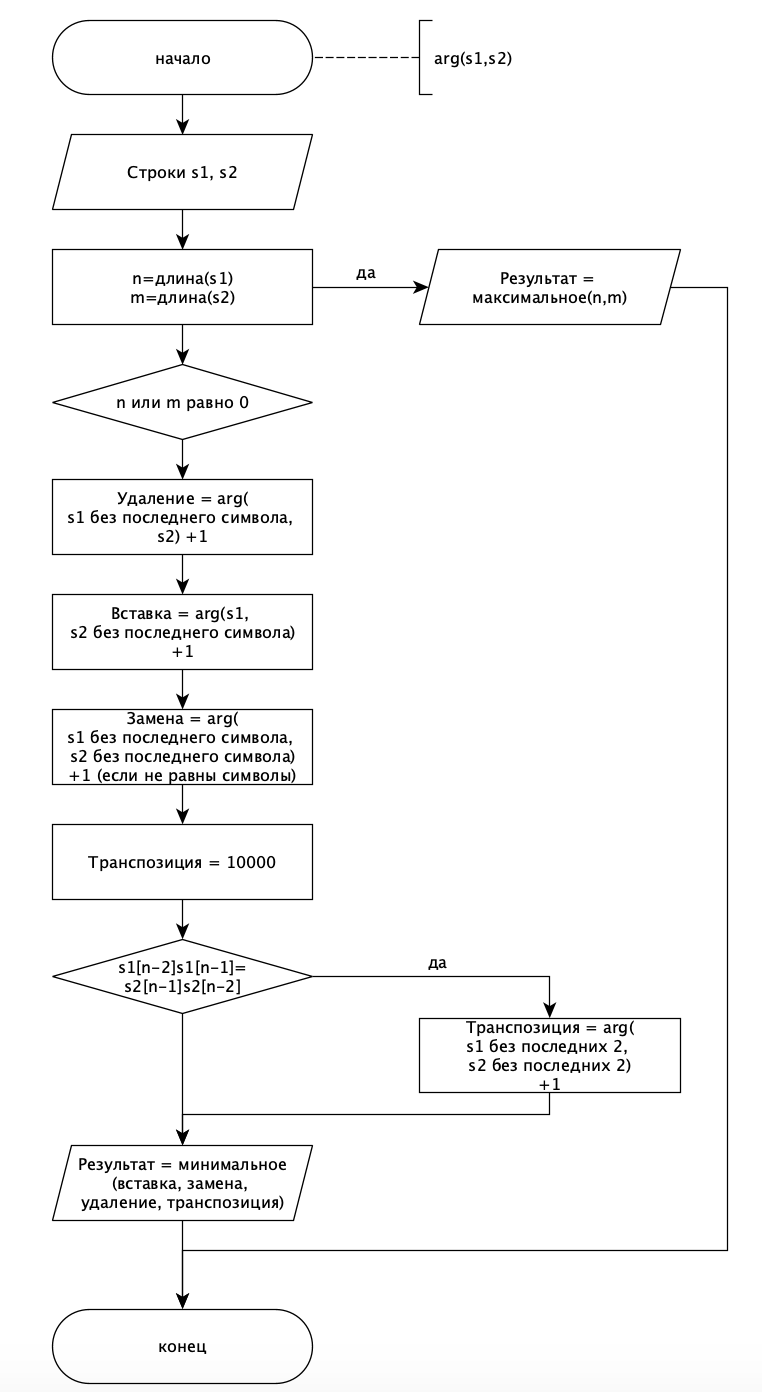 начало
arg(s1,s2)
Строки s1, s2
n=длина(s1)
m=длина(s2)
да
Результат =
максимальное(n,m)
n или m равно 0
Удаление = arg(
s1 без последнего символа,
s2) +1
Вставка = arg(s1,
s2 без последнего символа)
+1
Замена = arg(
s1 без последнего символа,
s2 без последнего символа)
+1 (если не равны символы)
Транспозиция = 10000
s1[n-2]s1[n-1]=
s2[n-1]s2[n-2]
да
Транспозиция = arg(
s1 без последних 2,
s2 без последних 2)
+1
Результат = минимальное
(вставка, замена,
удаление, транспозиция)
конец